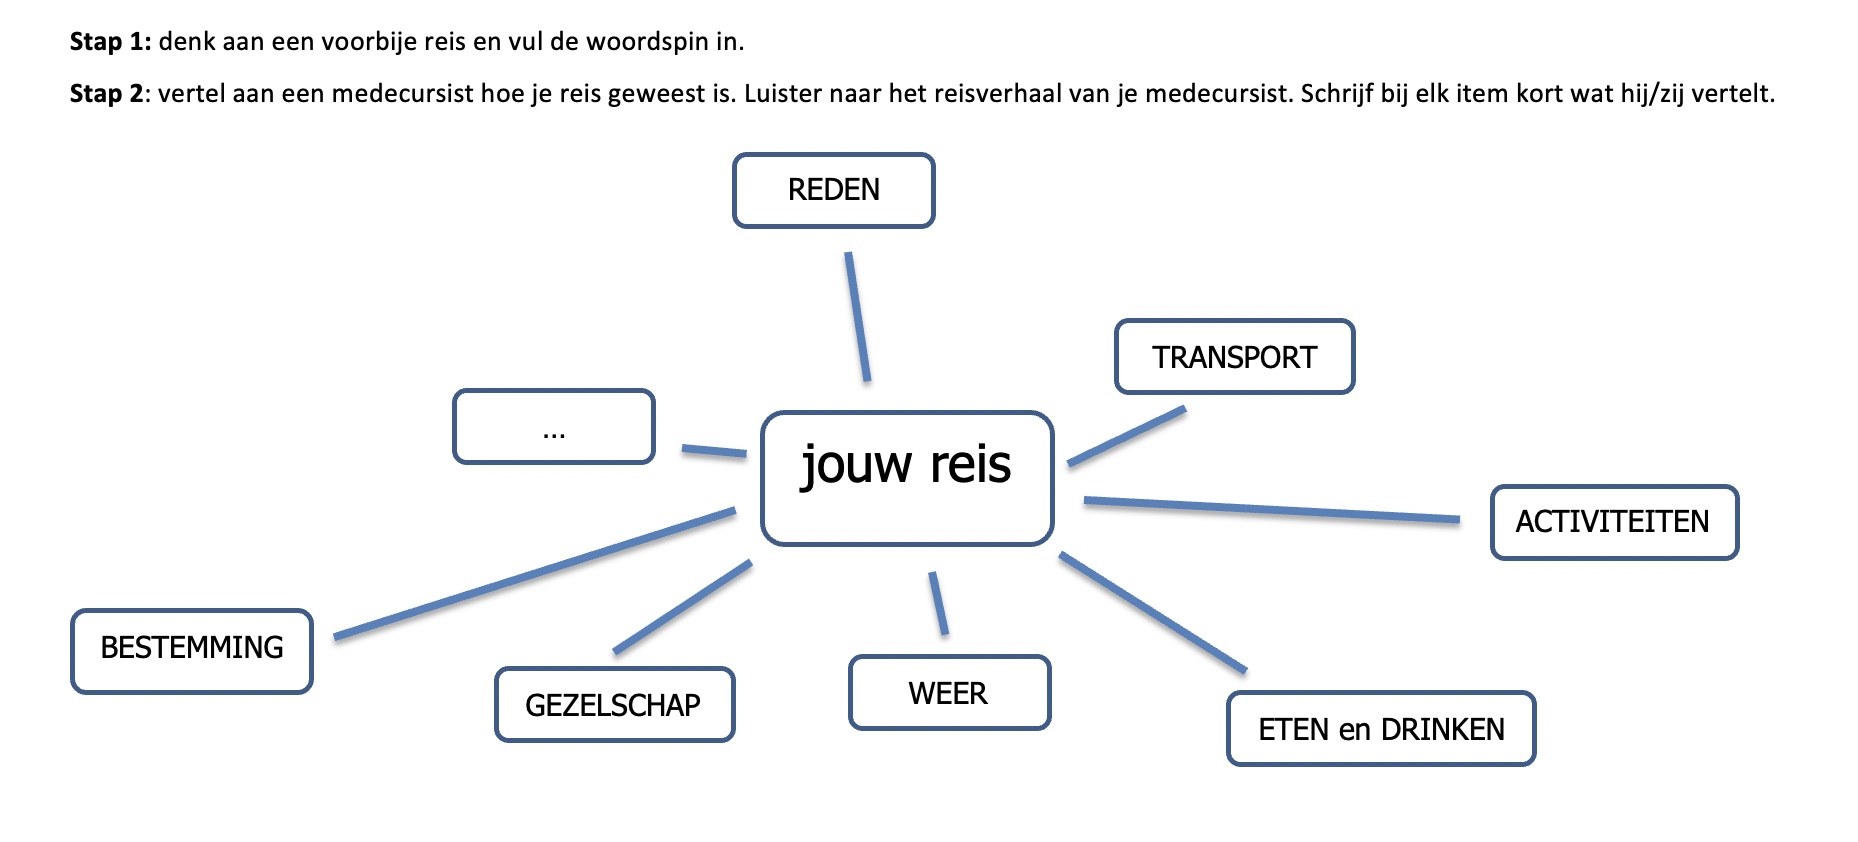 Stap 1: denk aan een voorbije reis en vul de woordspin in.
Stap 2: vertel aan een medecursist hoe je reis geweest is. Luister naar het reisverhaal van je medecursist. Schrijf bij elk item kort wat hij/zij vertelt.
REDEN
TRANSPORT
...
jouw reis
ACTIVITEITEN
BESTEMMING
GEZELSCHAP
WEER
ETEN en DRINKEN